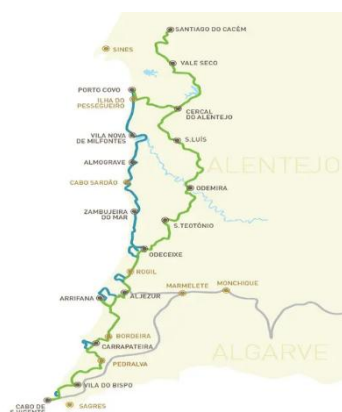 SANTIAGO DO CACÉM
SINES
VALE SECO
PORTO COVO
ILHA DO
PESSEGUEIRO
CERCAL
DO ALENTEJO
VILA NOVA
DE MILFONTES
S.LUÍS
ALMOGRAVE
ALENTEJO
CABO SARDÃO
ODEMIRA
ZAMBUJEIRA
DO MAR
S.TEOTÓNIO
ODECEIXE
ROGIL
MARMELETE
MONCHIQUE
ARRIFANA
ALJEZUR
BORDEIRA
CARRAPATEIRA
ALGARVE
PEDRALVA
VILA DO BISPO
CABO DE
S.VICENTE
SAGRES